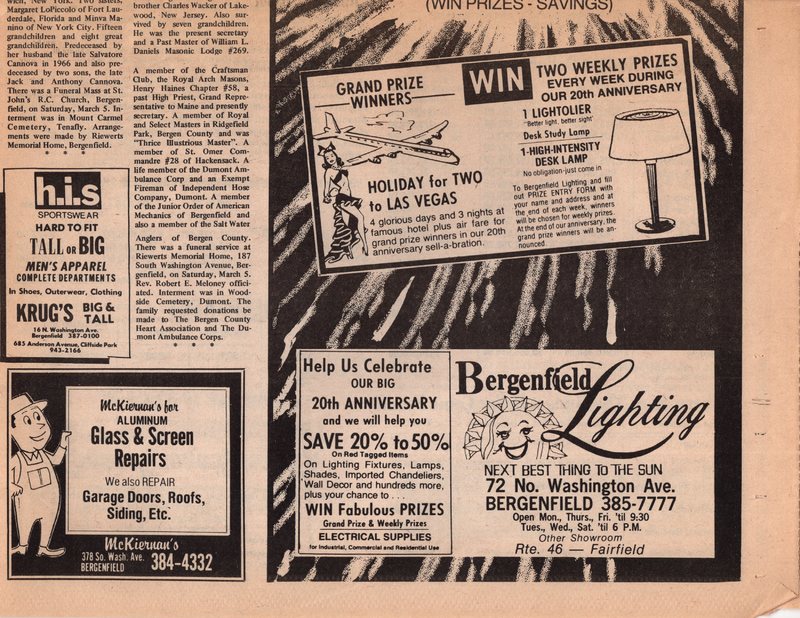 wich, New York. Two sisters,
Margaret LoPiccolo of Fort Lau-
derdale, Florida and Minva Ma-
nino of New York City. Fifteen
grandchildren and eight great
grandchildren. Predeceased by
her husband the late Salvatore
Cannova in 1966 and also pre-
deceased by two sons, the late
Jack and Anthony Cannova.
There was a Funeral Mass at St.
John's R.C. Church, Bergen-
field, on Saturday, March 5. In-
terment was in Mount Carmel
Cemetery, Tenafly. Arrange-
ments were made by Riewerts
Memorial Home, Bergenfield.
* * *
h.i.s
SPORTSWEAR
HARD TO FIT
TALL OR BIG
MEN'S APPAREL
COMPLETE DEPARTMENTS
In Shoes, Outerwear, Clothing
KRUG'S BIG & TALL
16 N. Washington Ave.
Bergenfield 387-0100
685 Anderson Avenue, Cliffside Park
943-2166
brother Charles Wacker of Lake-
wood, New Jersey. Also sur-
vived by seven grandchildren.
He was the present secretary
and a Past Master of William L.
Daniels Masonic Lodge #269.
A member of the Craftsman
Club, the Royal Arch Masons,
Henry Haines Chapter #58, a
past High Priest, Grand Repre-
sentative to Maine and presently
secretary. A member of Royal
and Select Masters in Ridgefield
Park, Bergen County and was
"Thrice Illustrious Master". A
member of St. Omer Com-
mandre #28 of Hackensack. A
life member of the Dumont Am-
bulance Corp and an Exempt
Fireman of Independent Hose
Company, Dumont. A member
of the Junior Order of American
Mechanics of Bergenfield and
also a member of the Salt Water
Anglers of Bergen County.
There was a funeral service at
Riewerts Memorial Home, 187
South Washington Avenue, Ber-
genfield, on Saturday, March 5.
Rev. Robert E. Meloney offici-
ated. Interment was in Wood-
side Cemetery, Dumont. The
family requested donations be
made to The Bergen County
Heart Association and The Du-
mont Ambulance Corps.
* * *
McKiernan's for
ALUMINUM
Glass & Screen
Repairs
We also REPAIR
Garage Doors, Roofs,
Siding, Etc.
McKiernan's
378 So. Wash. Ave.
BERGENFIELD 384-4332
(WIN PRIZES - SAVINGS)
GRAND PRIZE
WINNERS
HOLIDAY for TWO
to LAS VEGAS
4 glorious days and 3 nights at
famous hotel plus air fare for
grand prize winners in our 20th
anniversary sell-a-bration.
WIN TWO WEEKLY PRIZES
EVERY WEEK DURING
OUR 20th ANNIVERSARY
1 LIGHTOLIER
"Better light, better sight"
Desk Study Lamp
1-HIGH-INTENSITY
DESK LAMP
No obligation-just come in
To Bergenfield Lighting and fill
out PRIZE ENTRY FORM with
your name and address and at
the end of each week, winners
will be chosen for weekly prizes.
At the end of our anniversary, the
grand prize winners will be an-
nounced.
Help Us Celebrate
OUR BIG
20th ANNIVERSARY
and we will help you
SAVE 20% to 50%
On Red Tagged Items
On Lighting Fixtures, Lamps,
Shades, Imported Chandeliers,
Wall Decor and hundreds more,
plus your chance to . . .
WIN Fabulous PRIZES
Grand Prize & Weekly Prizes
ELECTRICAL SUPPLIES
for Industrial, Commercial and Residential Use
Bergenfield
Lighting
NEXT BEST THING TO THE SUN
72 No. Washington Ave.
BERGENFIELD 385-7777
Open Mon., Thurs., Fri. 'til 9:30
Tues., Wed., Sat. 'til 6 P.M.
Other Showroom
Rte. 46 — Fairfield